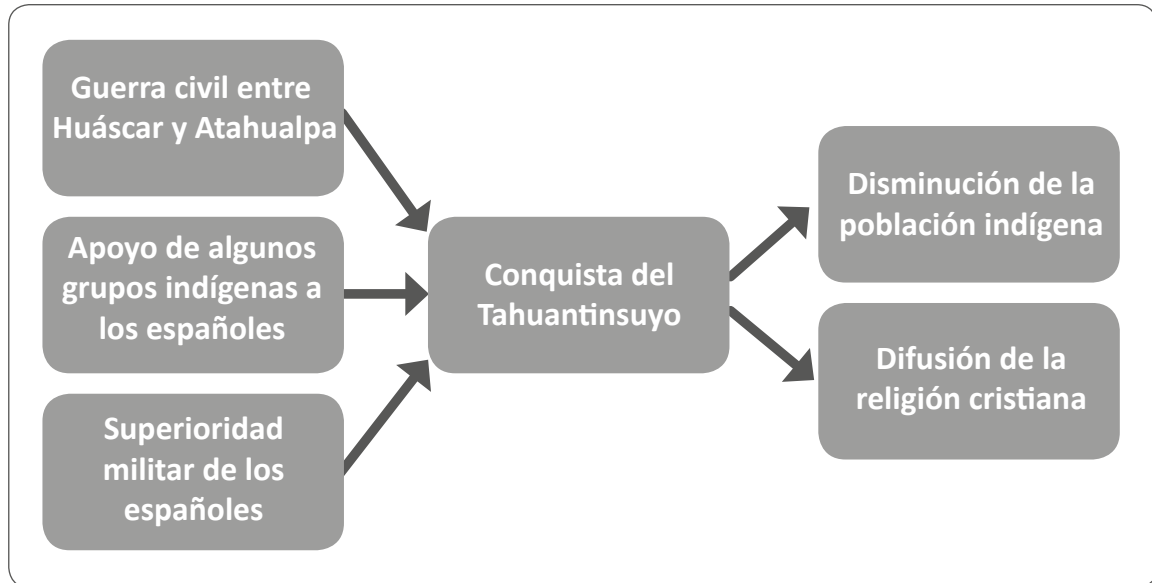 Guerra civil entre
Huáscar y Atahualpa
Apoyo de algunos
grupos indígenas a
los españoles
Superioridad
militar de los
españoles
Conquista del
Tahuantinsuyo
Disminución de la
población indígena
Difusión de la
religión cristiana